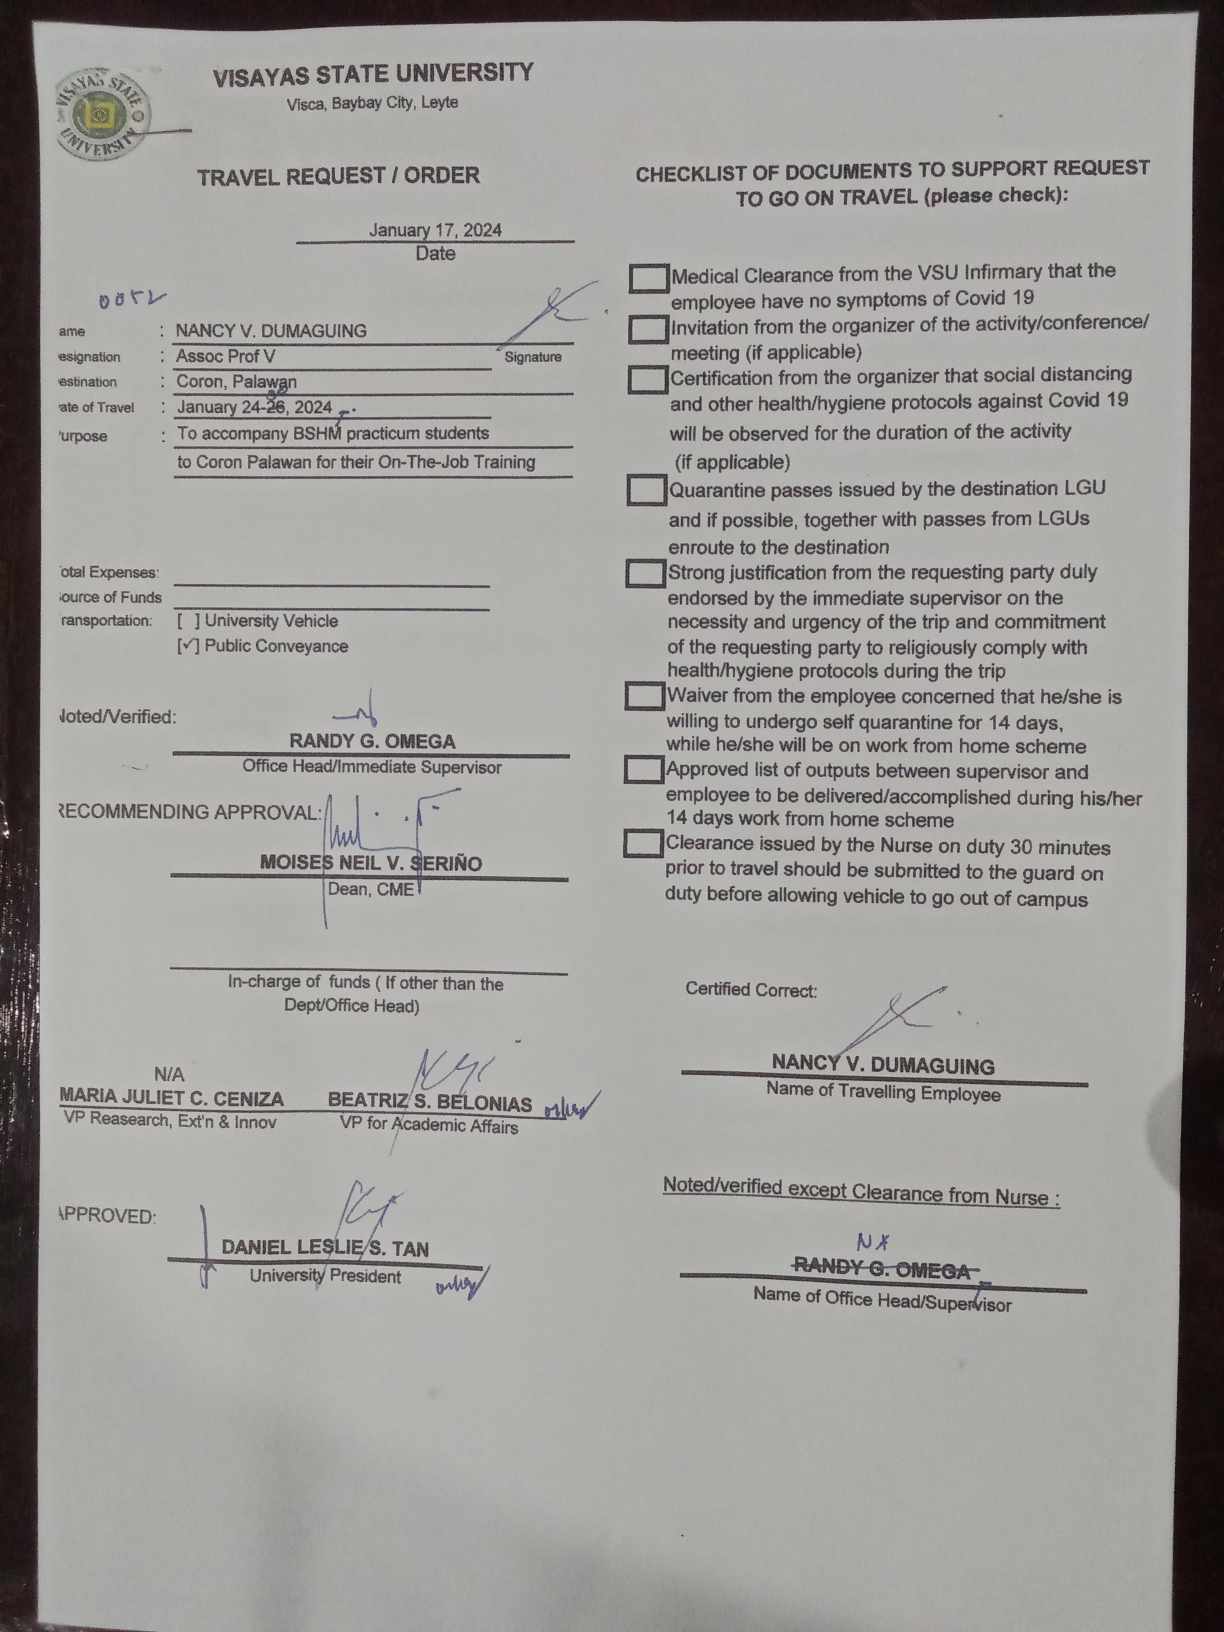 VISAYAS STATE UNIVERSITY
Visca, Baybay City, Leyte
VISAYAS STATE UNIVERSITY
TRAVEL REQUEST / ORDER
January 17, 2024
Date
0052
ame : NANCY V. DUMAGUING
Signature
esignation : Assoc Prof V
estination : Coron, Palawan
ate of Travel : January 24-26, 2024
urpose : To accompany BSHM practicum students
to Coron Palawan for their On-The-Job Training
otal Expenses:
ource of Funds
ransportation: [ ] University Vehicle
[✓] Public Conveyance
Noted/Verified:
RANDY G. OMEGA
Office Head/Immediate Supervisor
RECOMMENDING APPROVAL:
MOISES NEIL V. SERIÑO
Dean, CME
In-charge of funds ( If other than the
Dept/Office Head)
N/A
MARIA JULIET C. CENIZA BEATRIZ S. BELONIAS
VP Reasearch, Ext'n & Innov VP for Academic Affairs
APPROVED:
DANIEL LESLIE S. TAN
University President
CHECKLIST OF DOCUMENTS TO SUPPORT REQUEST
TO GO ON TRAVEL (please check):
Medical Clearance from the VSU Infirmary that the
employee have no symptoms of Covid 19
Invitation from the organizer of the activity/conference/
meeting (if applicable)
Certification from the organizer that social distancing
and other health/hygiene protocols against Covid 19
will be observed for the duration of the activity
(if applicable)
Quarantine passes issued by the destination LGU
and if possible, together with passes from LGUs
enroute to the destination
Strong justification from the requesting party duly
endorsed by the immediate supervisor on the
necessity and urgency of the trip and commitment
of the requesting party to religiously comply with
health/hygiene protocols during the trip
Waiver from the employee concerned that he/she is
willing to undergo self quarantine for 14 days,
while he/she will be on work from home scheme
Approved list of outputs between supervisor and
employee to be delivered/accomplished during his/her
14 days work from home scheme
Clearance issued by the Nurse on duty 30 minutes
prior to travel should be submitted to the guard on
duty before allowing vehicle to go out of campus
Certified Correct:
NANCY V. DUMAGUING
Name of Travelling Employee
Noted/verified except Clearance from Nurse :
NA
RANDY G. OMEGA
Name of Office Head/Supervisor